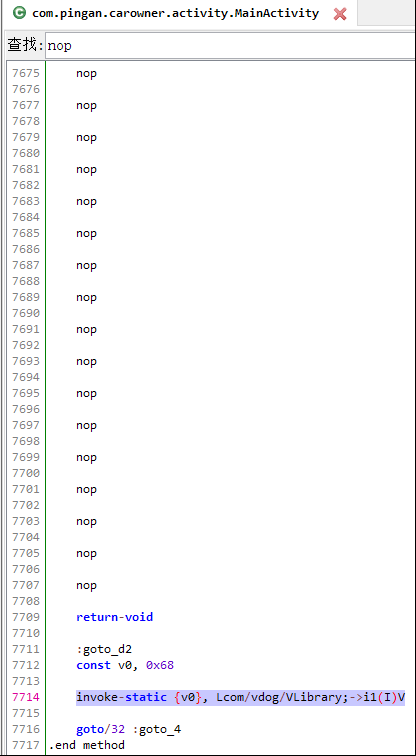 com.pingan.carowner.activity.MainActivity
查找: nop
7675 nop
7676
7677 nop
7678
7679 nop
7680
7681 nop
7682
7683 nop
7684
7685 nop
7686
7687 nop
7688
7689 nop
7690
7691 nop
7692
7693 nop
7694
7695 nop
7696
7697 nop
7698
7699 nop
7700
7701 nop
7702
7703 nop
7704
7705 nop
7706
7707 nop
7708
7709 return-void
7710
7711 :goto_d2
7712 const v0, 0x68
7713
7714 invoke-static {v0}, Lcom/vdog/VLibrary;->i1(I)V
7715
7716 goto/32 :goto_4
7717 .end method